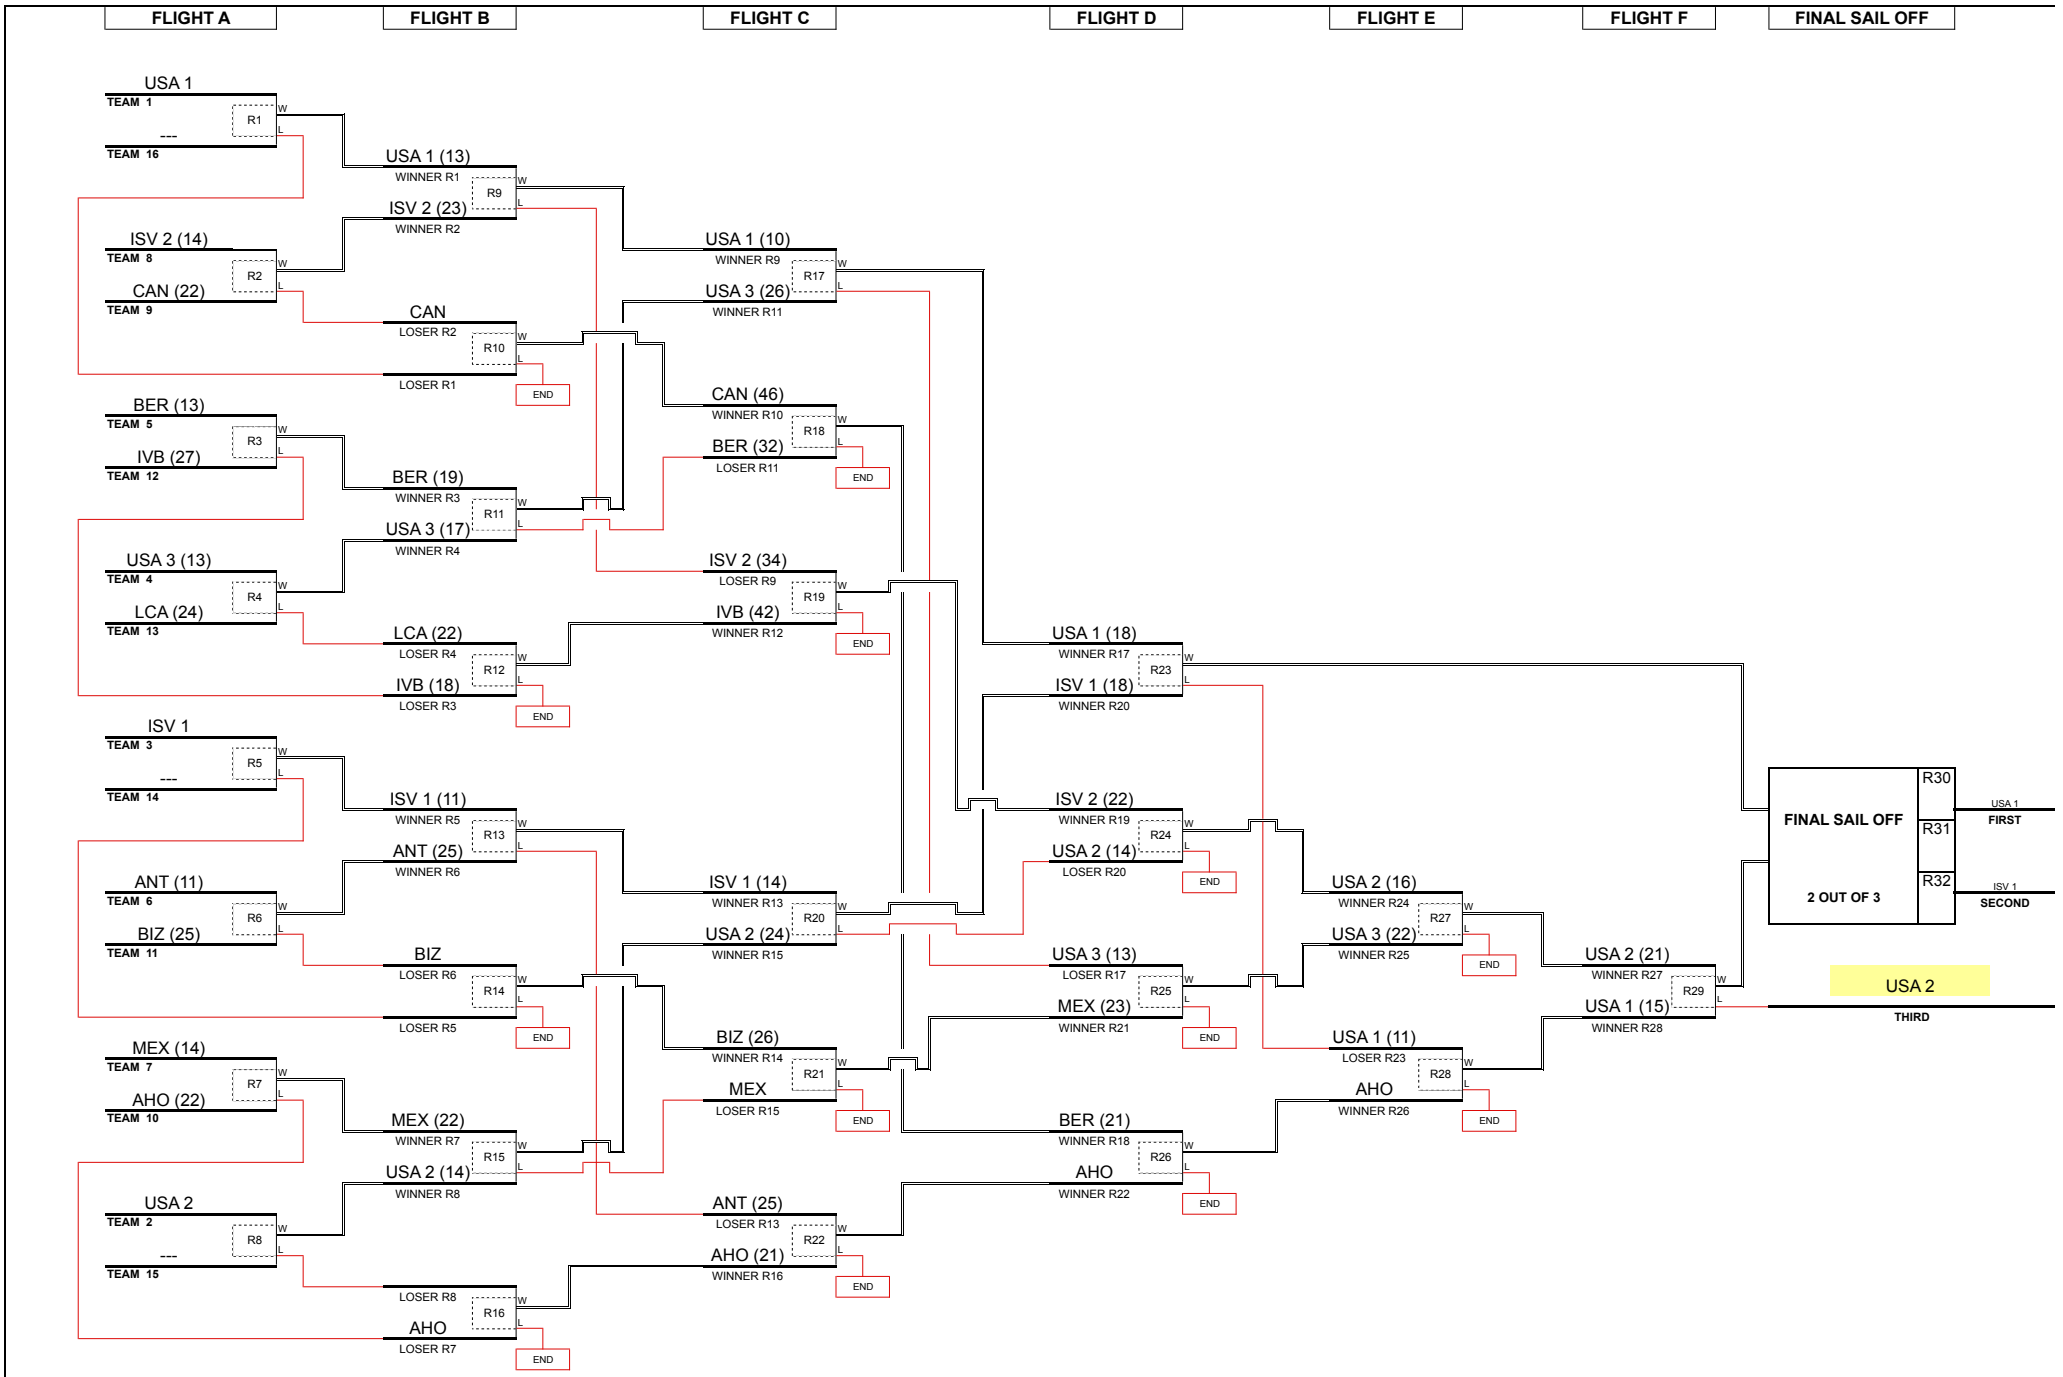 FLIGHT A
FLIGHT B
FLIGHT C
FLIGHT D
FLIGHT E
FLIGHT F
FINAL SAIL OFF
USA 1
TEAM 1
R1
W
L
---
TEAM 16
ISV 2 (14)
TEAM 8
R2
W
L
CAN (22)
TEAM 9
BER (13)
TEAM 5
R3
W
L
IVB (27)
TEAM 12
USA 3 (13)
TEAM 4
R4
W
L
LCA (24)
TEAM 13
ISV 1
TEAM 3
R5
W
L
---
TEAM 14
ANT (11)
TEAM 6
R6
W
L
BIZ (25)
TEAM 11
MEX (14)
TEAM 7
R7
W
L
AHO (22)
TEAM 10
USA 2
TEAM 2
R8
W
L
---
TEAM 15
USA 1 (13)
WINNER R1
R9
W
L
ISV 2 (23)
WINNER R2
CAN
LOSER R2
R10
W
L
LOSER R1
END
BER (19)
WINNER R3
R11
W
L
USA 3 (17)
WINNER R4
LCA (22)
LOSER R4
R12
W
L
IVB (18)
LOSER R3
END
ISV 1 (11)
WINNER R5
R13
W
L
ANT (25)
WINNER R6
BIZ
LOSER R6
R14
W
L
LOSER R5
END
MEX (22)
WINNER R7
R15
W
L
USA 2 (14)
WINNER R8
LOSER R8
R16
W
L
AHO
LOSER R7
END
USA 1 (10)
WINNER R9
R17
W
L
USA 3 (26)
WINNER R11
CAN (46)
WINNER R10
R18
W
L
BER (32)
LOSER R11
END
ISV 2 (34)
LOSER R9
R19
W
L
IVB (42)
WINNER R12
END
ISV 1 (14)
WINNER R13
R20
W
L
USA 2 (24)
WINNER R15
BIZ (26)
WINNER R14
R21
W
L
MEX
LOSER R15
END
ANT (25)
LOSER R13
R22
W
L
AHO (21)
WINNER R16
END
USA 1 (18)
WINNER R17
R23
W
L
ISV 1 (18)
WINNER R20
ISV 2 (22)
WINNER R19
R24
W
L
USA 2 (14)
LOSER R20
END
USA 3 (13)
LOSER R17
R25
W
L
MEX (23)
WINNER R21
END
BER (21)
WINNER R18
R26
W
L
AHO
WINNER R22
END
USA 2 (16)
WINNER R24
R27
W
L
USA 3 (22)
WINNER R25
END
USA 1 (11)
LOSER R23
R28
W
L
AHO
WINNER R26
END
USA 2 (21)
WINNER R27
R29
W
L
USA 1 (15)
WINNER R28
FINAL SAIL OFF
2 OUT OF 3
R30
R31
R32
USA 1
FIRST
ISV 1
SECOND
USA 2
THIRD